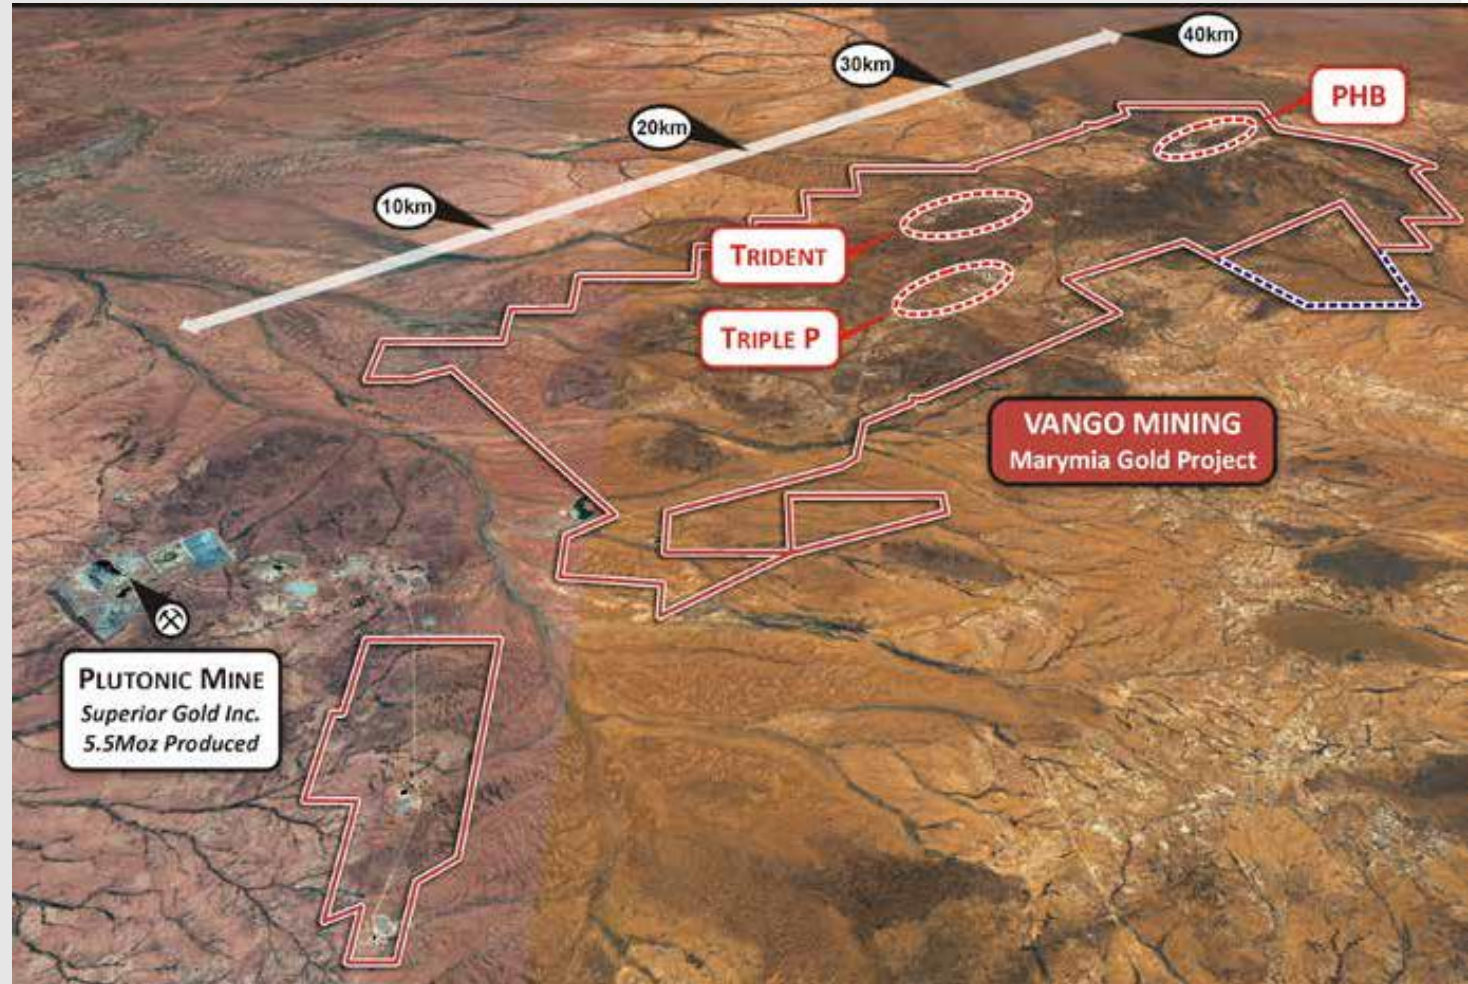 40km
30km
PHB
20km
10km
TRIDENT
TRIPLE P
VANGO MINING
Marymia Gold Project
PLUTONIC MINE
Superior Gold Inc.
5.5Moz Produced